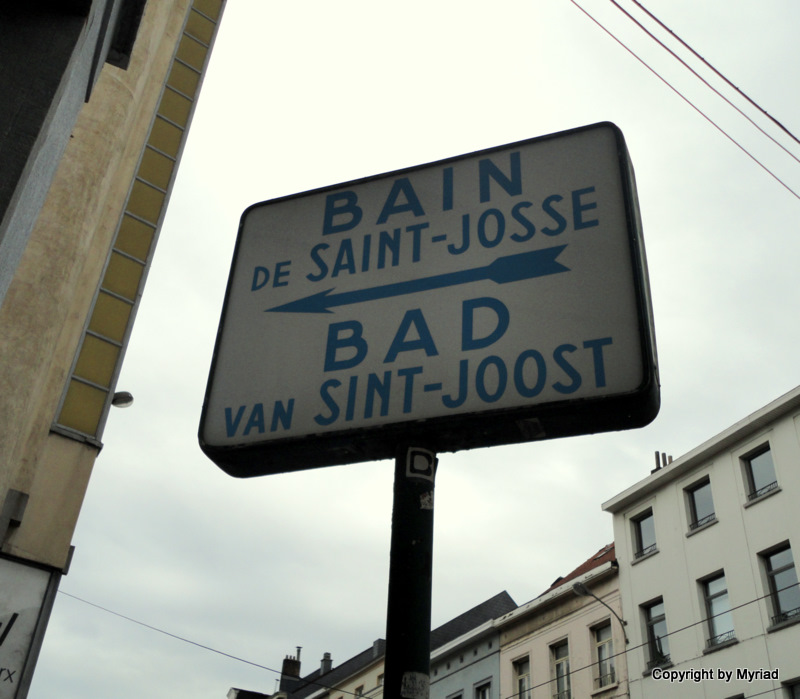 BAIN
DE SAINT-JOSSE
BAD
VAN SINT-JOOST
Copyright by Myriad